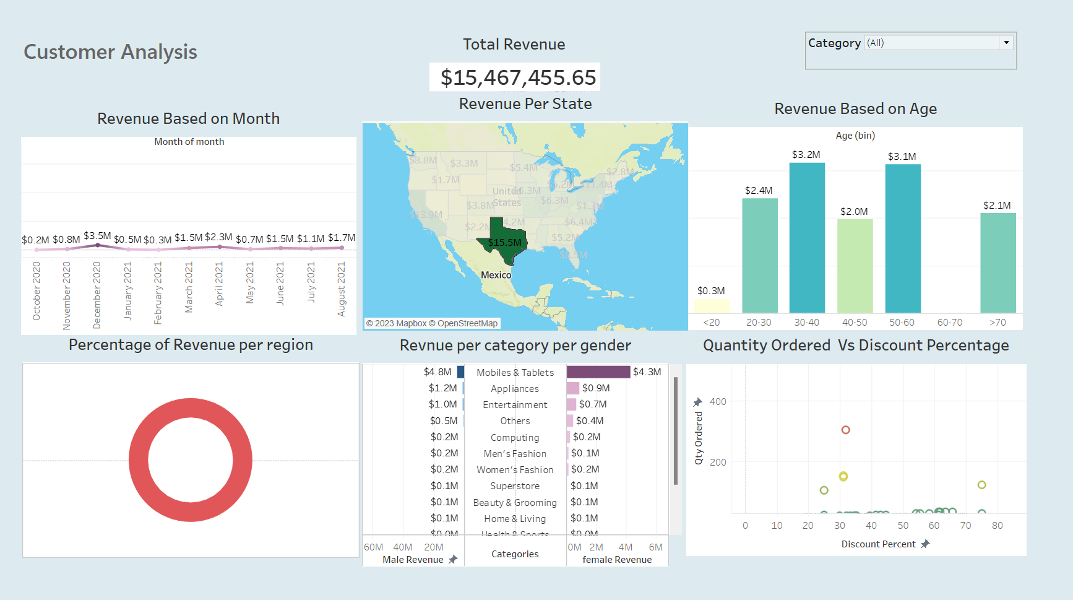 Customer Analysis
Total Revenue
$15,467,455.65
Category (All)
Revenue Based on Month
Month of month
$0.2M $0.8M $3.5M $0.5M $0.3M $1.5M $2.3M $0.7M $1.5M $1.1M $1.7M
October 2020
November 2020
December 2020
January 2021
February 2021
March 2021
April 2021
May 2021
June 2021
July 2021
August 2021
Revenue Per State
$3.3M
$5.4M
$1.7M
United States
$3.8M
$6.3M
$2.2M
$5.2M
$15.5M
Mexico
© 2023 Mapbox © OpenStreetMap
Revenue Based on Age
Age (bin)
$0.3M
$2.4M
$3.2M
$2.0M
$3.1M
$2.1M
<20 20-30 30-40 40-50 50-60 60-70 >70
Percentage of Revenue per region
Revnue per category per gender
$4.8M Mobiles & Tablets $4.3M
$1.2M Appliances $0.9M
$1.0M Entertainment $0.7M
$0.5M Others $0.4M
$0.2M Computing $0.2M
$0.2M Men's Fashion $0.1M
$0.2M Women's Fashion $0.2M
$0.1M Superstore $0.1M
$0.1M Beauty & Grooming $0.1M
$0.1M Home & Living $0.1M
$0.0M Health & Sports $0.0M
60M 40M 20M
Male Revenue
Categories
0M 2M 4M 6M
female Revenue
Quantity Ordered Vs Discount Percentage
Qty Ordered
400
200
0 10 20 30 40 50 60 70 80
Discount Percent